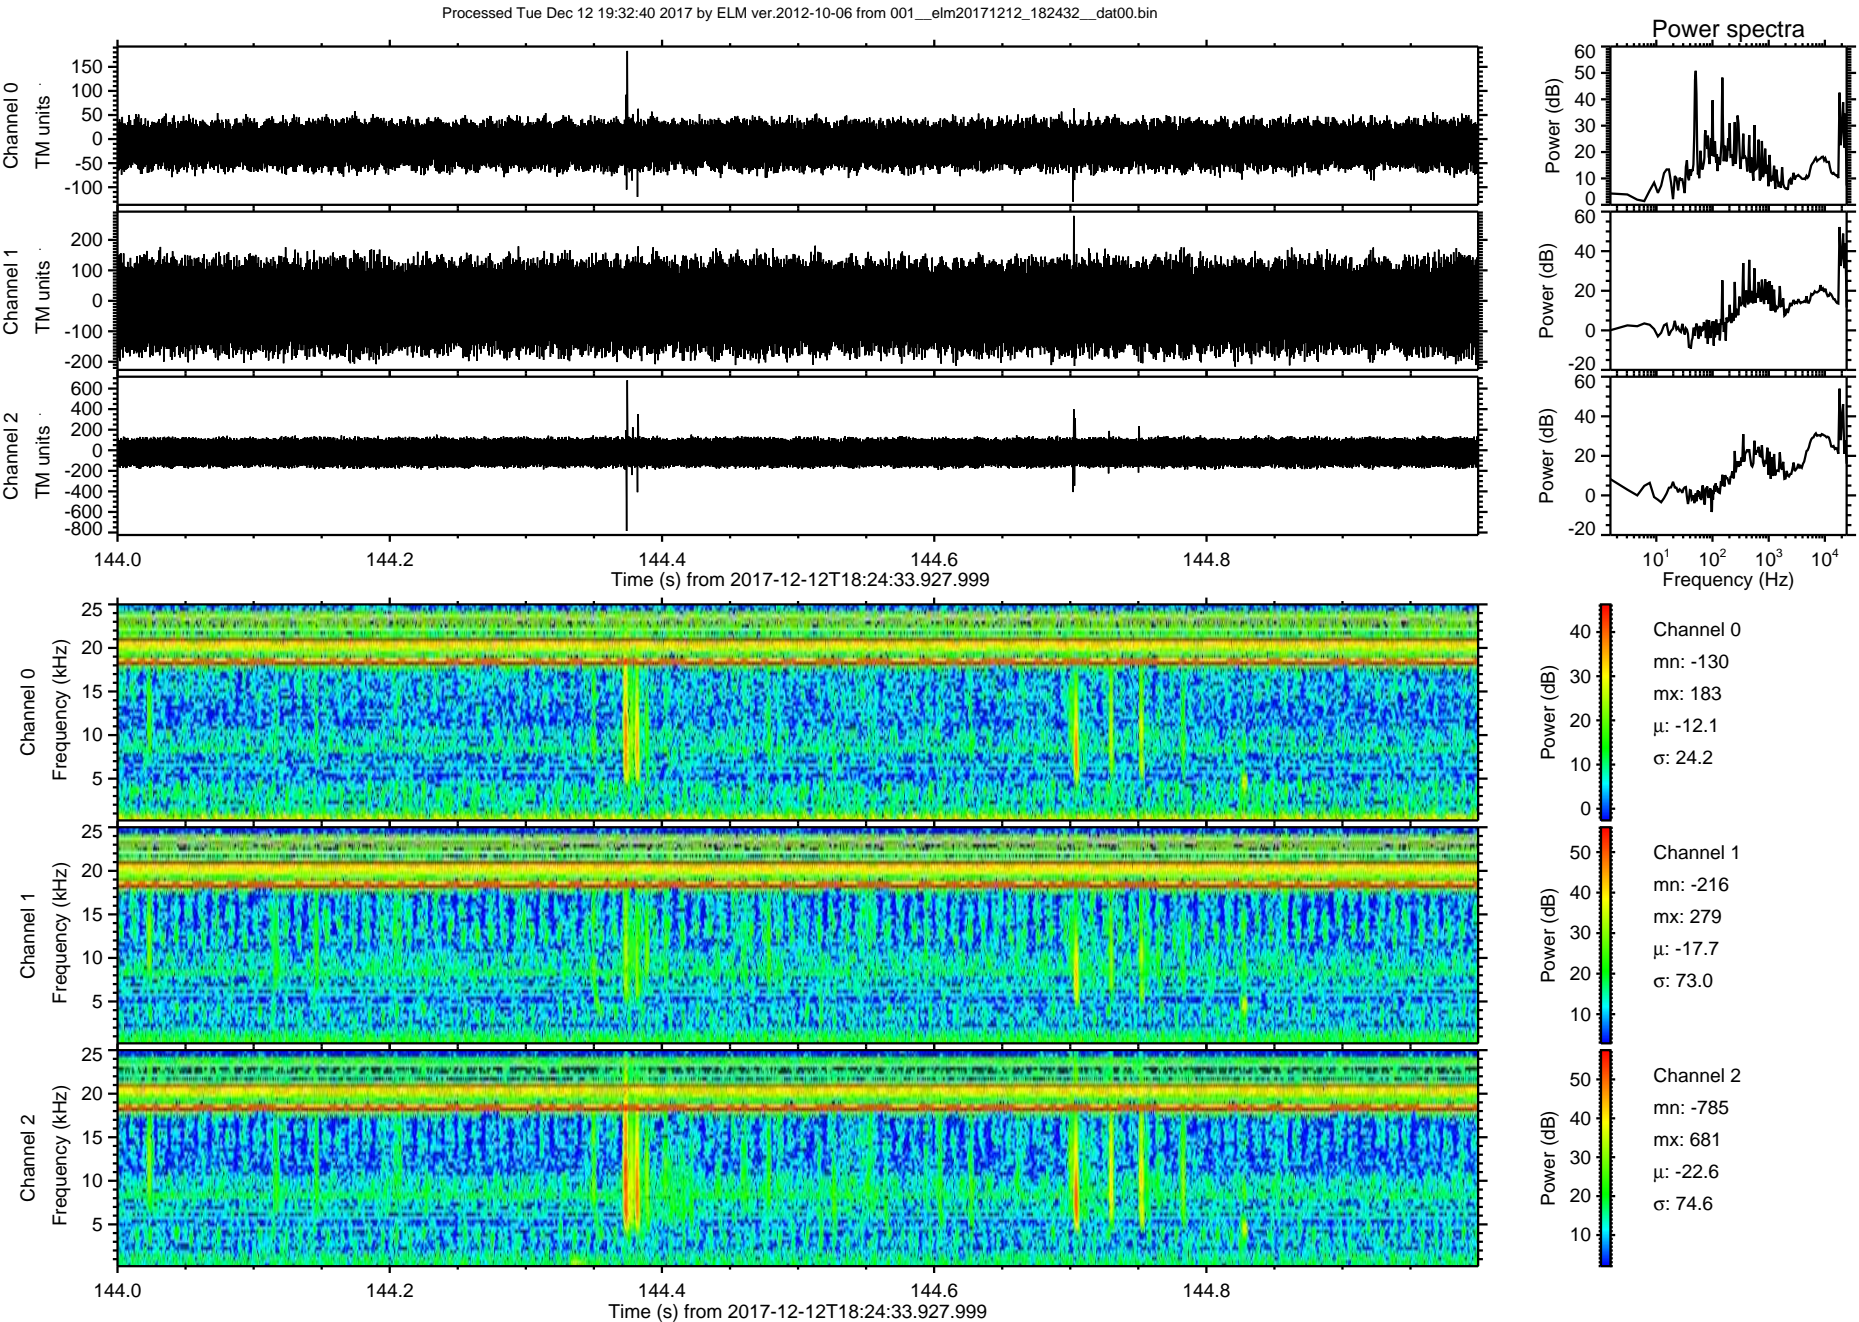 Processed Tue Dec 12 19:32:40 2017 by ELM ver.2012-10-06 from 001__elm20171212_182432__dat00.bin
Power spectra
Channel 0
TM units
150
100
50
0
-50
-100
Power (dB)
60
50
40
30
20
10
0
Channel 1
TM units
200
100
0
-100
-200
Power (dB)
60
40
20
0
-20
Channel 2
TM units
600
400
200
0
-200
-400
-600
-800
Power (dB)
60
40
20
0
-20
144.0 144.2 144.4 144.6 144.8
Time (s) from 2017-12-12T18:24:33.927.999
10^1 10^2 10^3 10^4
Frequency (Hz)
Channel 0
Frequency (kHz)
25
20
15
10
5
Power (dB)
40
30
20
10
0
Channel 0
mn: -130
mx: 183
μ: -12.1
σ: 24.2
Channel 1
Frequency (kHz)
25
20
15
10
5
Power (dB)
50
40
30
20
10
Channel 1
mn: -216
mx: 279
μ: -17.7
σ: 73.0
Channel 2
Frequency (kHz)
25
20
15
10
5
Power (dB)
50
40
30
20
10
Channel 2
mn: -785
mx: 681
μ: -22.6
σ: 74.6
144.0 144.2 144.4 144.6 144.8
Time (s) from 2017-12-12T18:24:33.927.999